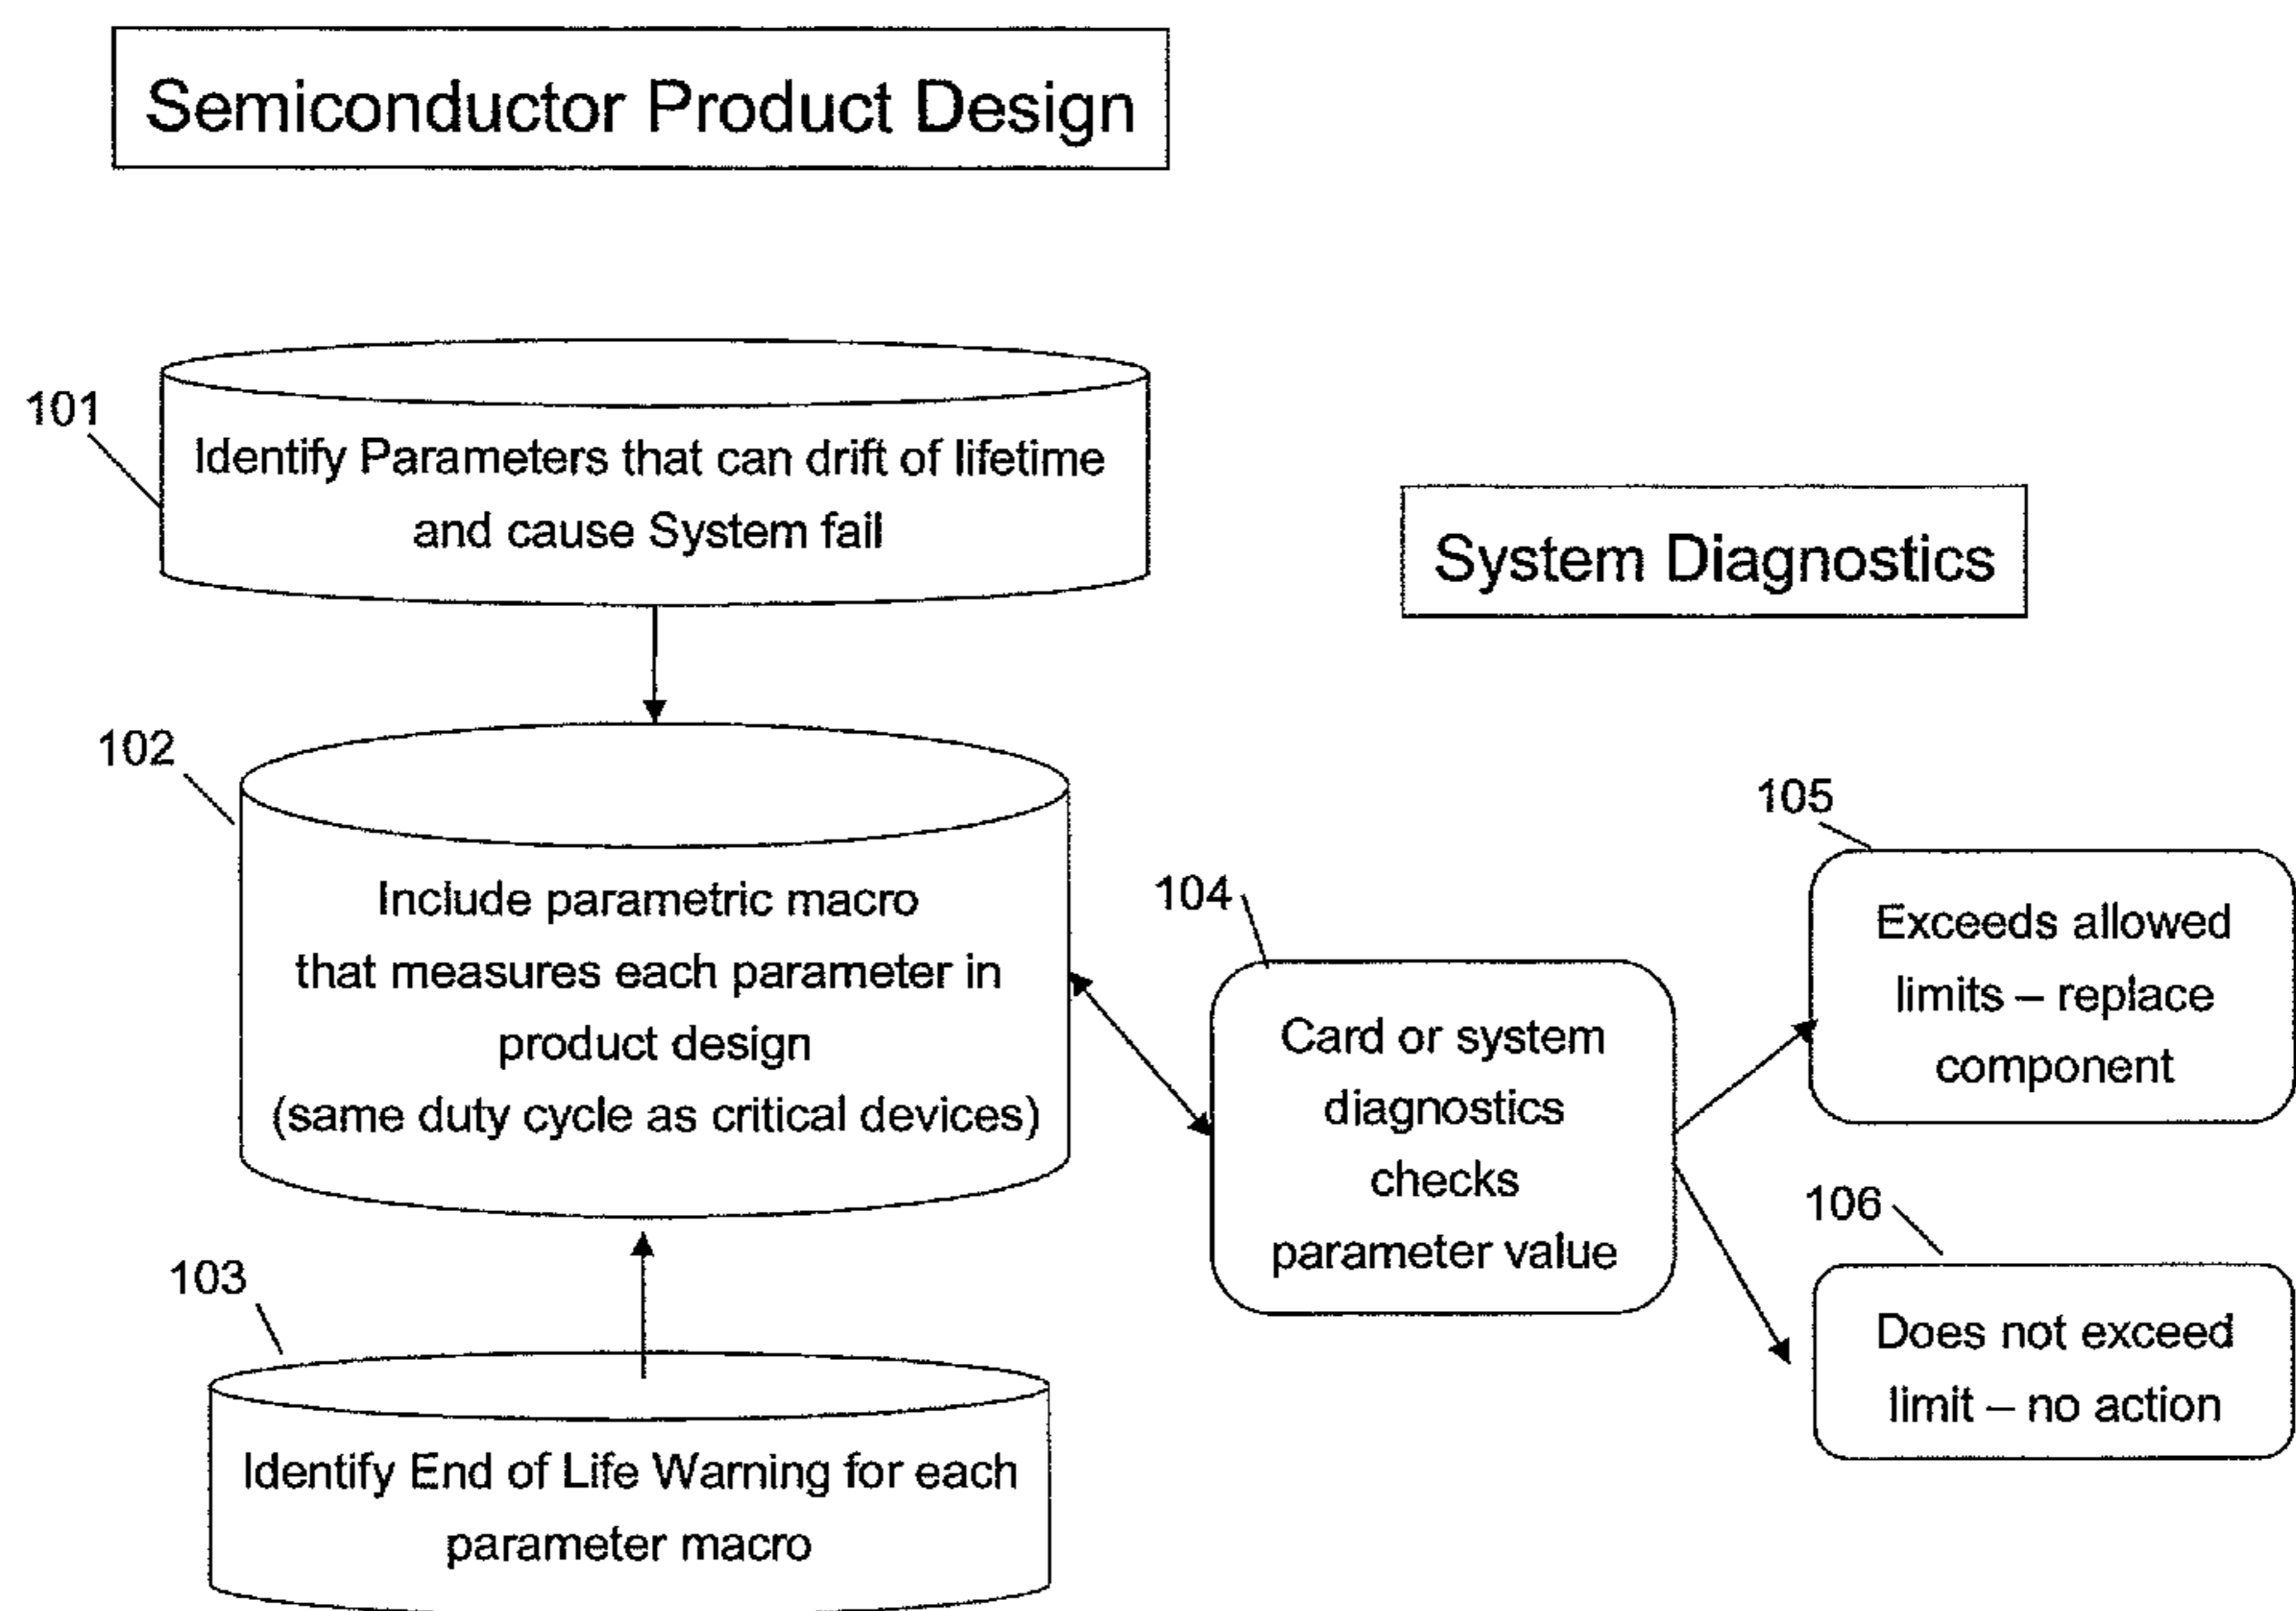 Semiconductor Product Design
101
Identify Parameters that can drift of lifetime
and cause System fail
System Diagnostics
102
Include parametric macro
that measures each parameter in
product design
(same duty cycle as critical devices)
103
Identify End of Life Warning for each
parameter macro
104
Card or system
diagnostics
checks
parameter value
105
Exceeds allowed
limits – replace
component
106
Does not exceed
limit – no action